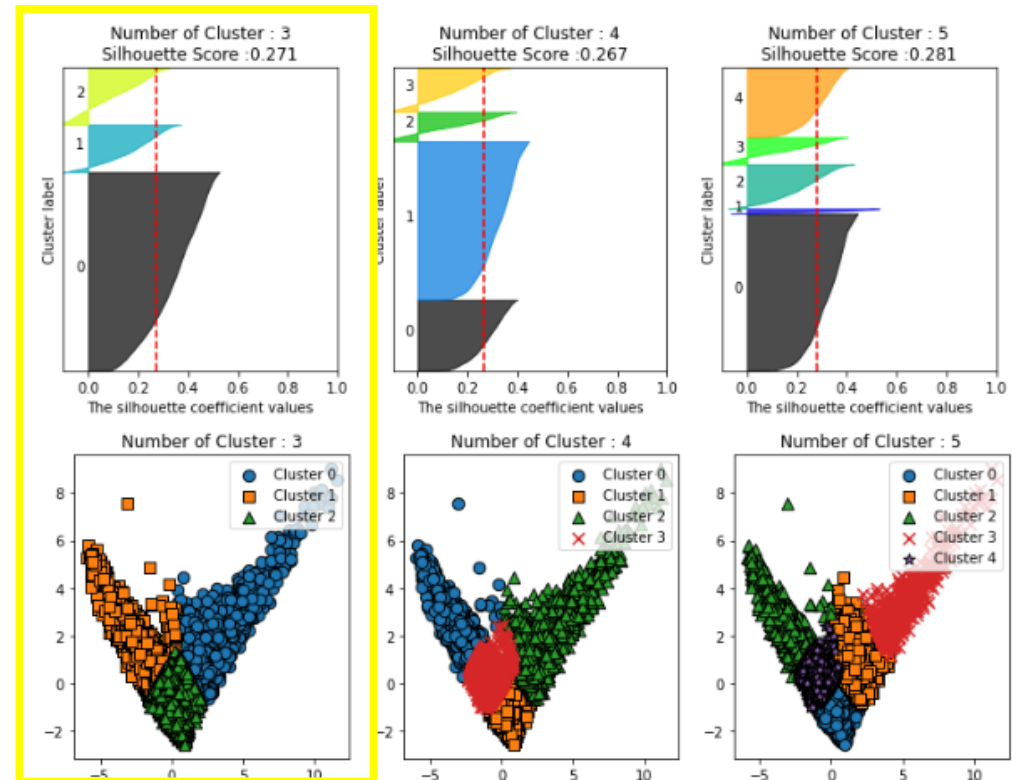 Number of Cluster : 3
Silhouette Score :0.271
Cluster label
2
1
0
0.0 0.2 0.4 0.6 0.8 1.0
The silhouette coefficient values
Number of Cluster : 4
Silhouette Score :0.267
Cluster label
3
2
1
0
0.0 0.2 0.4 0.6 0.8 1.0
The silhouette coefficient values
Number of Cluster : 5
Silhouette Score :0.281
Cluster label
4
3
2
1
0
0.0 0.2 0.4 0.6 0.8 1.0
The silhouette coefficient values
Number of Cluster : 3
Cluster 0
Cluster 1
Cluster 2
8
6
4
2
0
−2
−5 0 5 10
Number of Cluster : 4
Cluster 0
Cluster 1
Cluster 2
Cluster 3
8
6
4
2
0
−2
−5 0 5 10
Number of Cluster : 5
Cluster 0
Cluster 1
Cluster 2
Cluster 3
Cluster 4
8
6
4
2
0
−2
−5 0 5 10